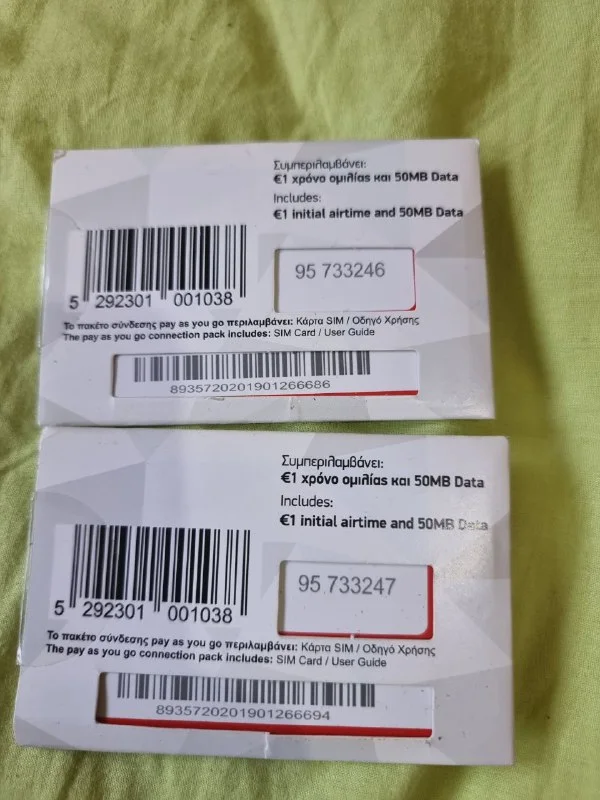 Συμπεριλαμβάνει:
€1 χρόνο ομιλίας και 50MB Data
Includes:
€1 initial airtime and 50MB Data
95 733246
5 292301 001038
Το πακέτο σύνδεσης pay as you go περιλαμβάνει: Κάρτα SIM / Οδηγό Χρήσης
The pay as you go connection pack includes: SIM Card / User Guide
8935720201901266686
Συμπεριλαμβάνει:
€1 χρόνο ομιλίας και 50MB Data
Includes:
€1 initial airtime and 50MB Data
95 733247
5 292301 001038
Το πακέτο σύνδεσης pay as you go περιλαμβάνει: Κάρτα SIM / Οδηγό Χρήσης
The pay as you go connection pack includes: SIM Card / User Guide
8935720201901266694